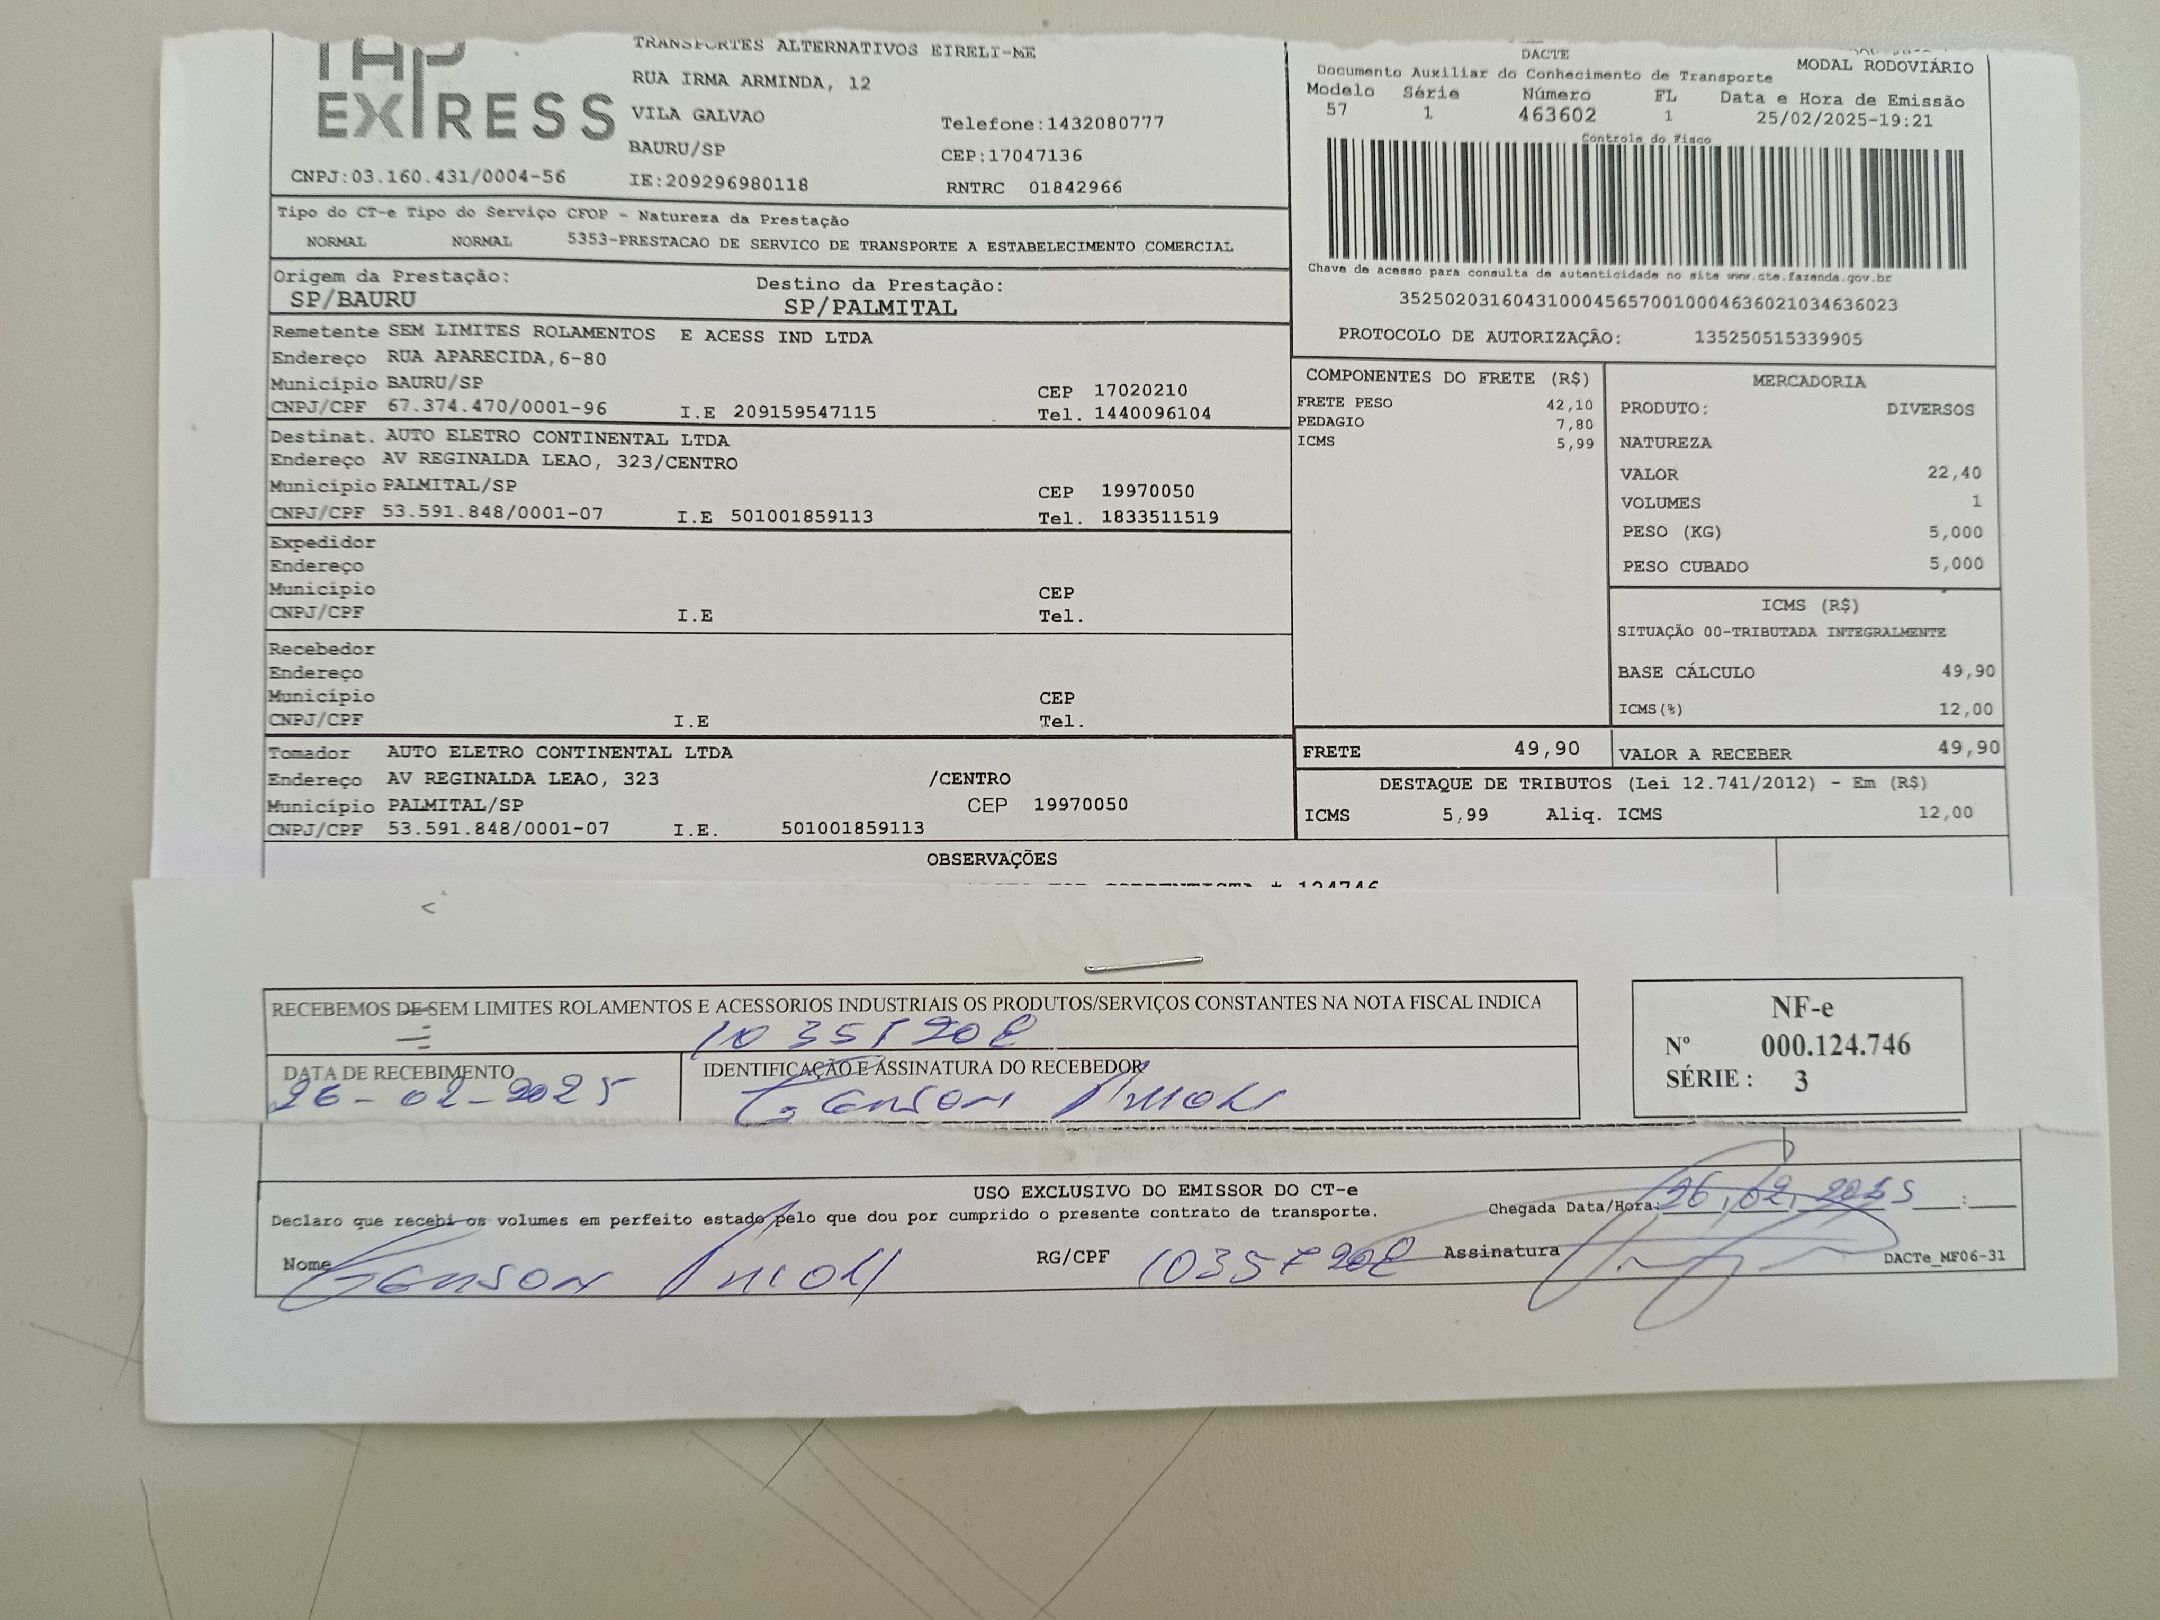 TAP
EXPRESS
TRANSPORTES ALTERNATIVOS EIRELI-ME
RUA IRMA ARMINDA, 12
VILA GALVAO
Telefone:1432080777
BAURU/SP
CEP:17047136
CNPJ:03.160.431/0004-56
IE:209296980118
RNTRC 01842966
DACTE
Documento Auxiliar do Conhecimento de Transporte
MODAL RODOVIÁRIO
Modelo Série Número FL Data e Hora de Emissão
57 1 463602 1 25/02/2025-19:21
Controle do Fisco
Chave de acesso para consulta de autenticidade no site www.cte.fazenda.gov.br
35250203160431000456570010004636021034636023
PROTOCOLO DE AUTORIZAÇÃO: 135250515339905
Tipo do CT-e Tipo do Serviço CFOP - Natureza da Prestação
NORMAL NORMAL 5353-PRESTACAO DE SERVICO DE TRANSPORTE A ESTABELECIMENTO COMERCIAL
Origem da Prestação: Destino da Prestação:
SP/BAURU SP/PALMITAL
Remetente SEM LIMITES ROLAMENTOS E ACESS IND LTDA
Endereço RUA APARECIDA,6-80
Município BAURU/SP CEP 17020210
CNPJ/CPF 67.374.470/0001-96 I.E 209159547115 Tel. 1440096104
Destinat. AUTO ELETRO CONTINENTAL LTDA
Endereço AV REGINALDA LEAO, 323/CENTRO
Município PALMITAL/SP CEP 19970050
CNPJ/CPF 53.591.848/0001-07 I.E 501001859113 Tel. 1833511519
Expedidor
Endereço
Município CEP
CNPJ/CPF I.E Tel.
Recebedor
Endereço
Município CEP
CNPJ/CPF I.E Tel.
Tomador AUTO ELETRO CONTINENTAL LTDA
Endereço AV REGINALDA LEAO, 323 /CENTRO
Município PALMITAL/SP CEP 19970050
CNPJ/CPF 53.591.848/0001-07 I.E. 501001859113
COMPONENTES DO FRETE (R$)
FRETE PESO 42,10
PEDAGIO 7,80
ICMS 5,99
MERCADORIA
PRODUTO: DIVERSOS
NATUREZA
VALOR 22,40
VOLUMES 1
PESO (KG) 5,000
PESO CUBADO 5,000
ICMS (R$)
SITUAÇÃO 00-TRIBUTADA INTEGRALMENTE
BASE CÁLCULO 49,90
ICMS(%) 12,00
FRETE 49,90 VALOR A RECEBER 49,90
DESTAQUE DE TRIBUTOS (Lei 12.741/2012) - Em (R$)
ICMS 5,99 Aliq. ICMS 12,00
OBSERVAÇÕES
RECEBEMOS DE SEM LIMITES ROLAMENTOS E ACESSORIOS INDUSTRIAIS OS PRODUTOS/SERVIÇOS CONSTANTES NA NOTA FISCAL INDICA
DATA DE RECEBIMENTO IDENTIFICAÇÃO E ASSINATURA DO RECEBEDOR
26-02-2025
NF-e
Nº 000.124.746
SÉRIE : 3
USO EXCLUSIVO DO EMISSOR DO CT-e
Declaro que recebi os volumes em perfeito estado pelo que dou por cumprido o presente contrato de transporte.
Chegada Data/Hora: 26,02,2025 :
Nome RG/CPF Assinatura
DACTe_MF06-31